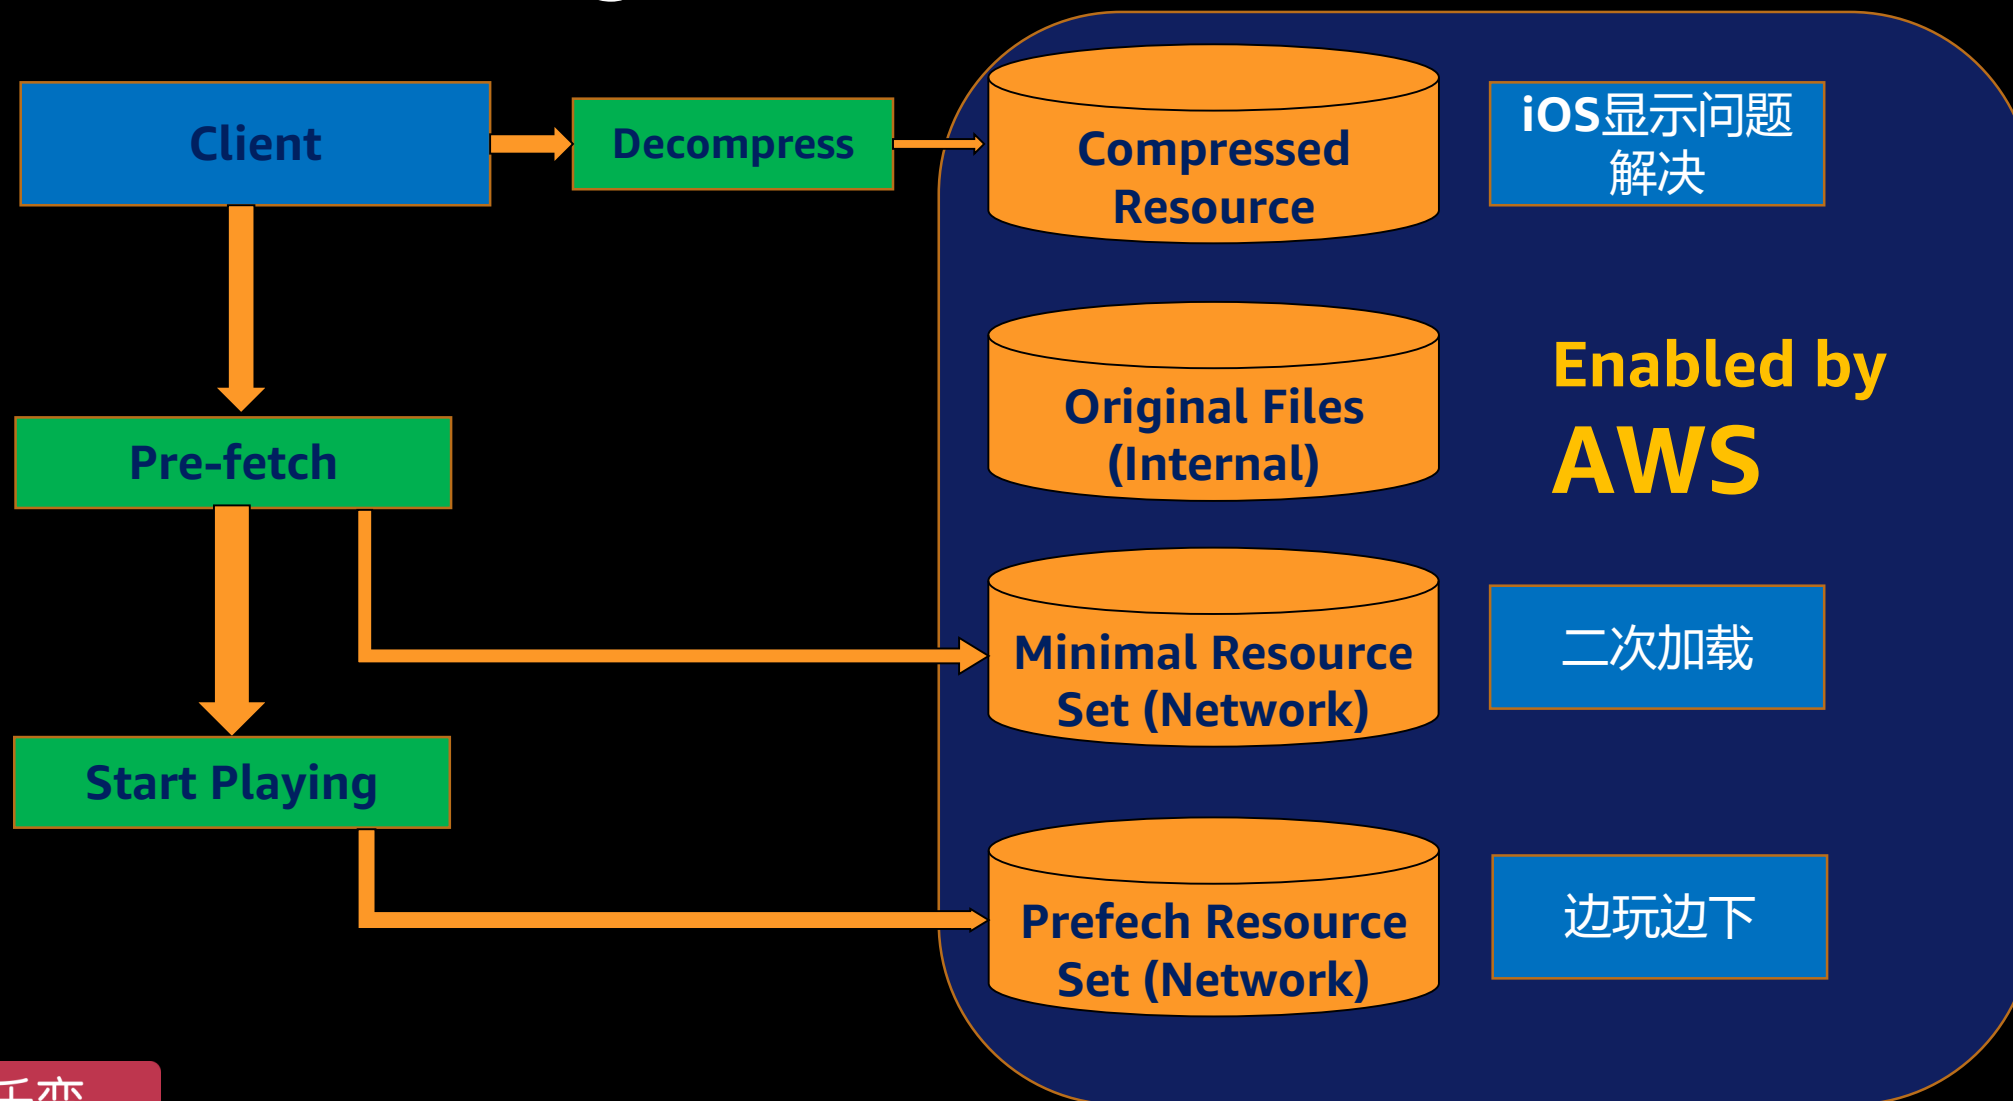 Client
Decompress
Compressed
Resource
iOS显示问题
解决
Original Files
(Internal)
Enabled by
AWS
Pre-fetch
Minimal Resource
Set (Network)
二次加载
Start Playing
Prefech Resource
Set (Network)
边玩边下